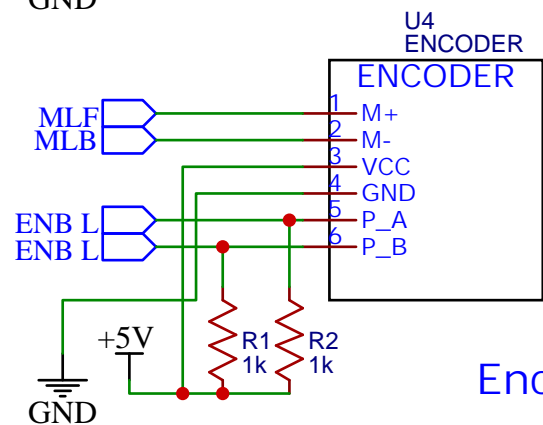 GND
U4
ENCODER
ENCODER
MLF 1 M+
MLB 2 M-
3 VCC
4 GND
ENB L 5 P_A
ENB L 6 P_B
+5V
R1 R2
1k 1k
GND
Enc